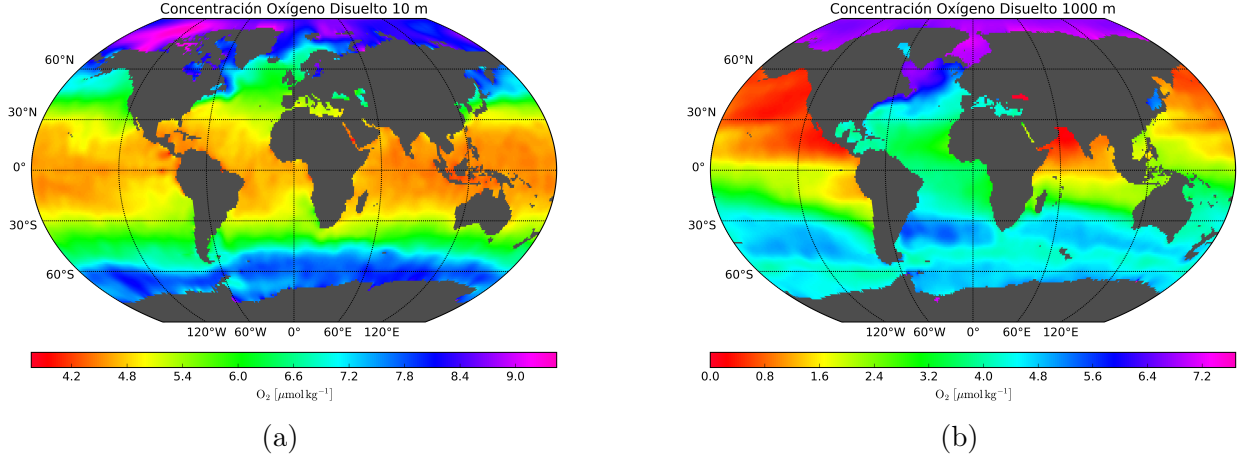 Concentración Oxígeno Disuelto 10 m
60°N
30°N
0°
30°S
60°S
120°W 60°W 0° 60°E 120°E
4.2 4.8 5.4 6.0 6.6 7.2 7.8 8.4 9.0
O₂ [μmol kg⁻¹]
(a)
Concentración Oxígeno Disuelto 1000 m
60°N
30°N
0°
30°S
60°S
120°W 60°W 0° 60°E 120°E
0.0 0.8 1.6 2.4 3.2 4.0 4.8 5.6 6.4 7.2
O₂ [μmol kg⁻¹]
(b)